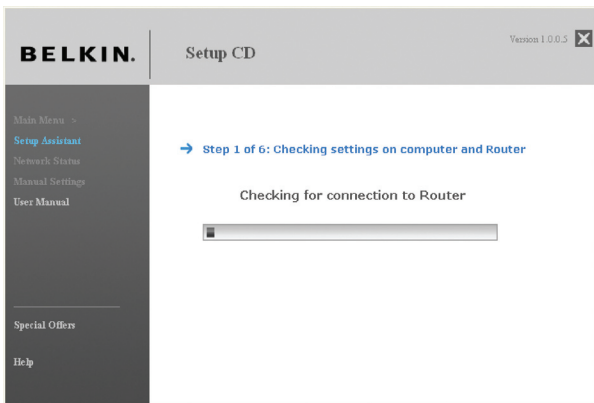 BELKIN.
Setup CD
Version 1.0.0.5
Main Menu >
Setup Assistant
Network Status
Manual Settings
User Manual
Special Offers
Help
Step 1 of 6: Checking settings on computer and Router
Checking for connection to Router